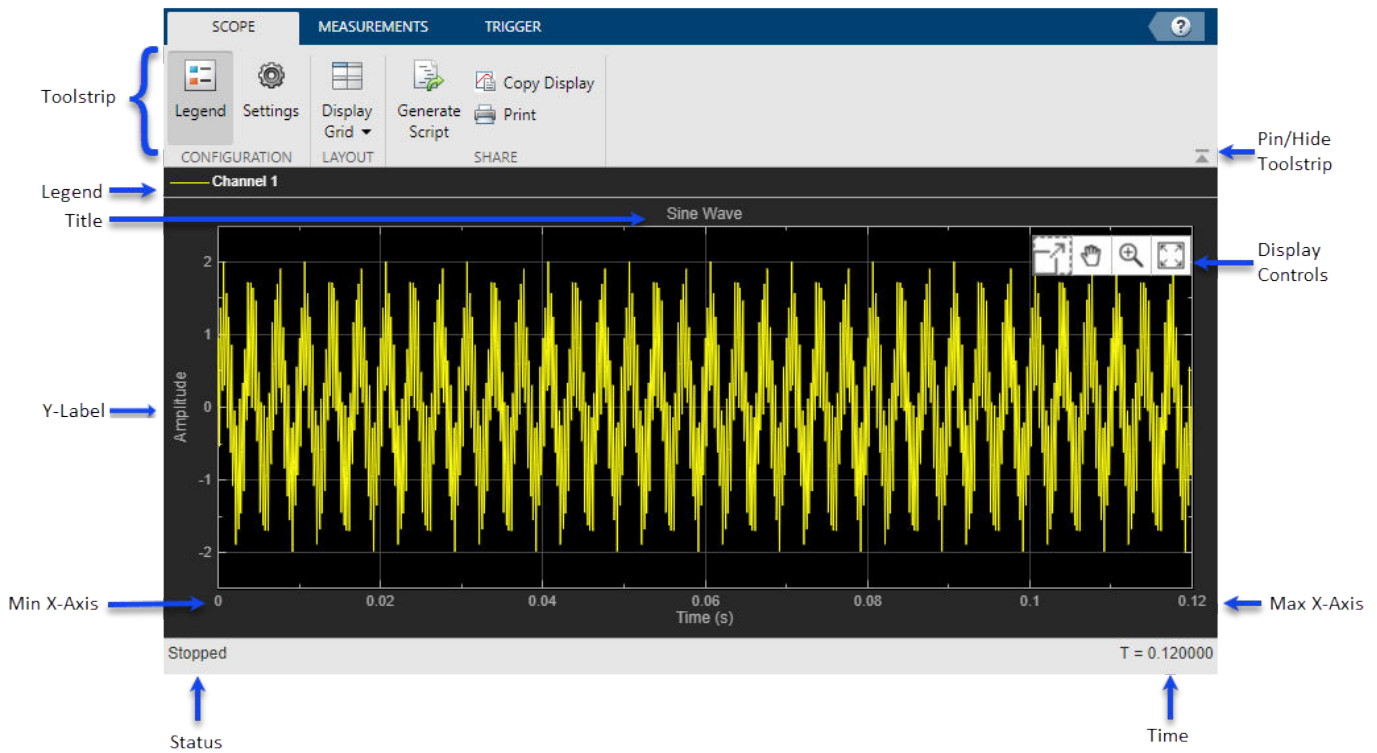 SCOPE MEASUREMENTS TRIGGER ?
Toolstrip
Legend Settings Display Grid Generate Script Copy Display
Print
CONFIGURATION LAYOUT SHARE
Pin/Hide
Toolstrip
Legend
Channel 1
Title
Sine Wave
Display
Controls
2
1
0
-1
-2
Y-Label
Amplitude
Min X-Axis
0 0.02 0.04 0.06 0.08 0.1 0.12
Max X-Axis
Time (s)
Stopped T = 0.120000
Status
Time